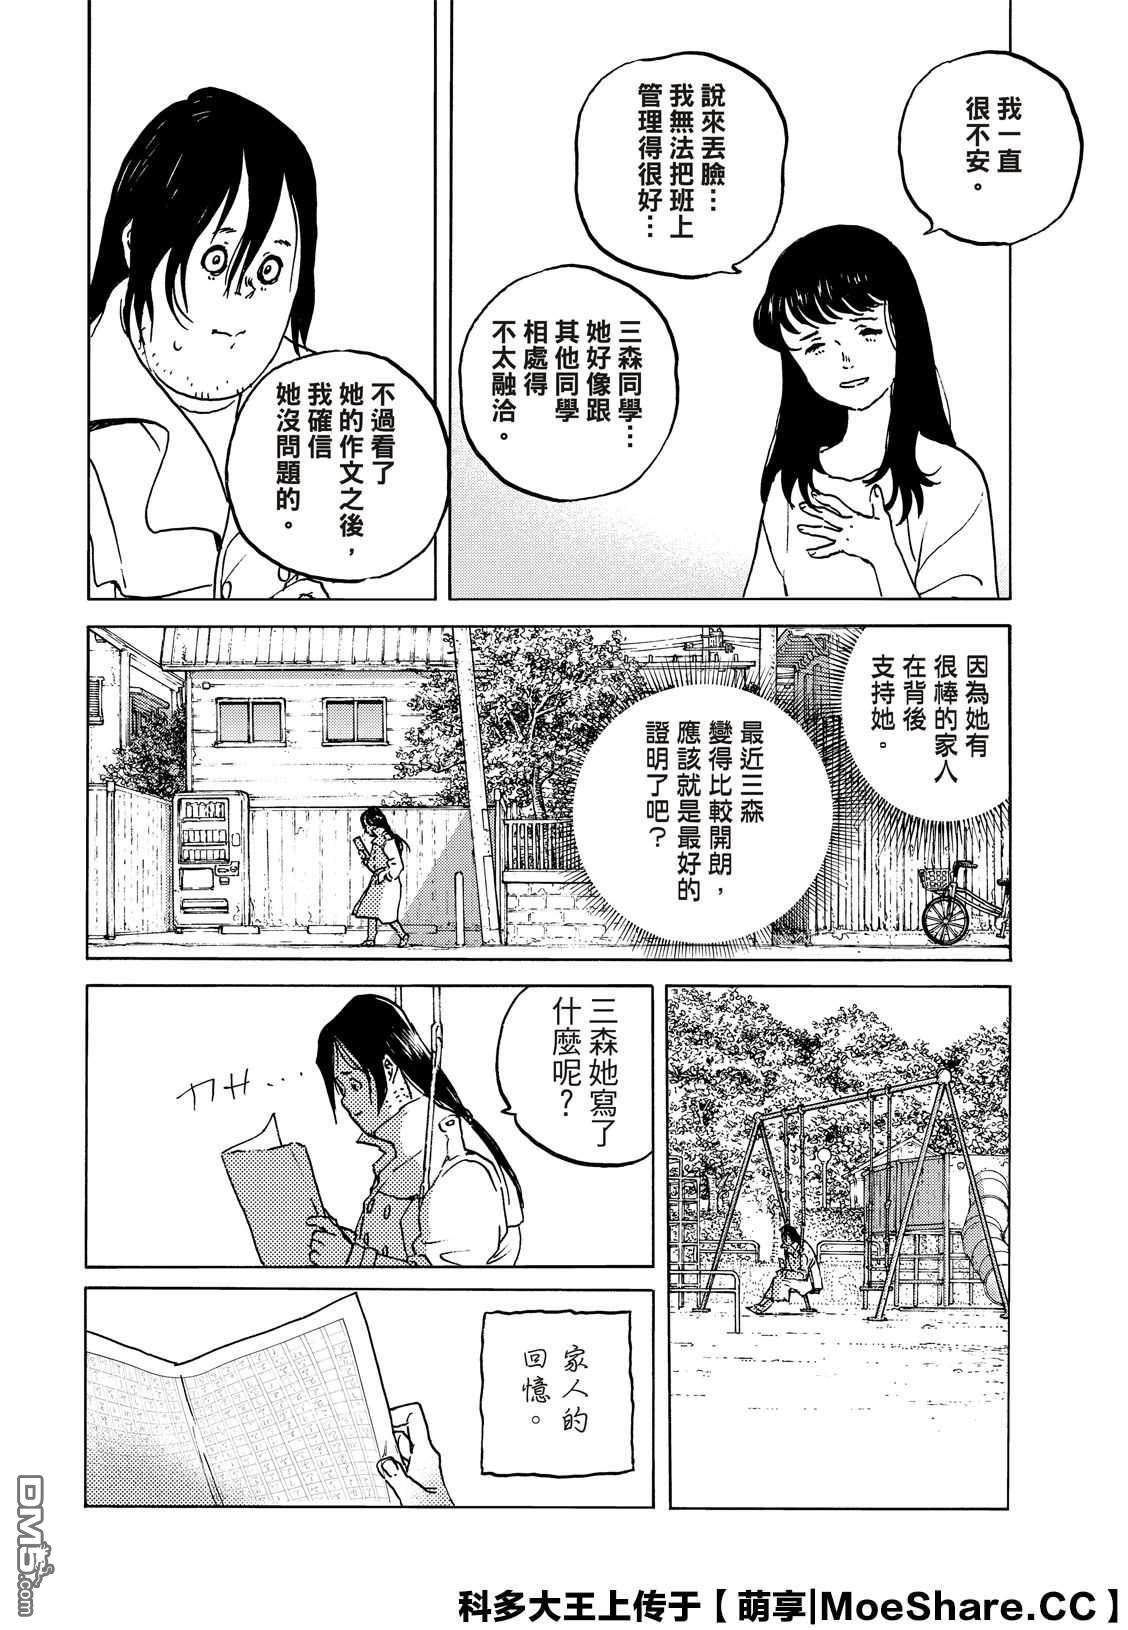 我一直
很不安。
說來丟臉…
我無法把班上
管理得很好…
三森同學…
她好像跟
其他同學
相處得
不太融洽。
不過看了
她的作文之後，
我確信
她沒問題的。
因為她有
很棒的家人
在背後
支持她。
最近三森
變得比較開朗，
應該就是最好的
證明了吧？
三森她寫了
什麼呢？
家人的
回憶。
DM5.com
科多大王上传于【萌享|MoeShare.CC】